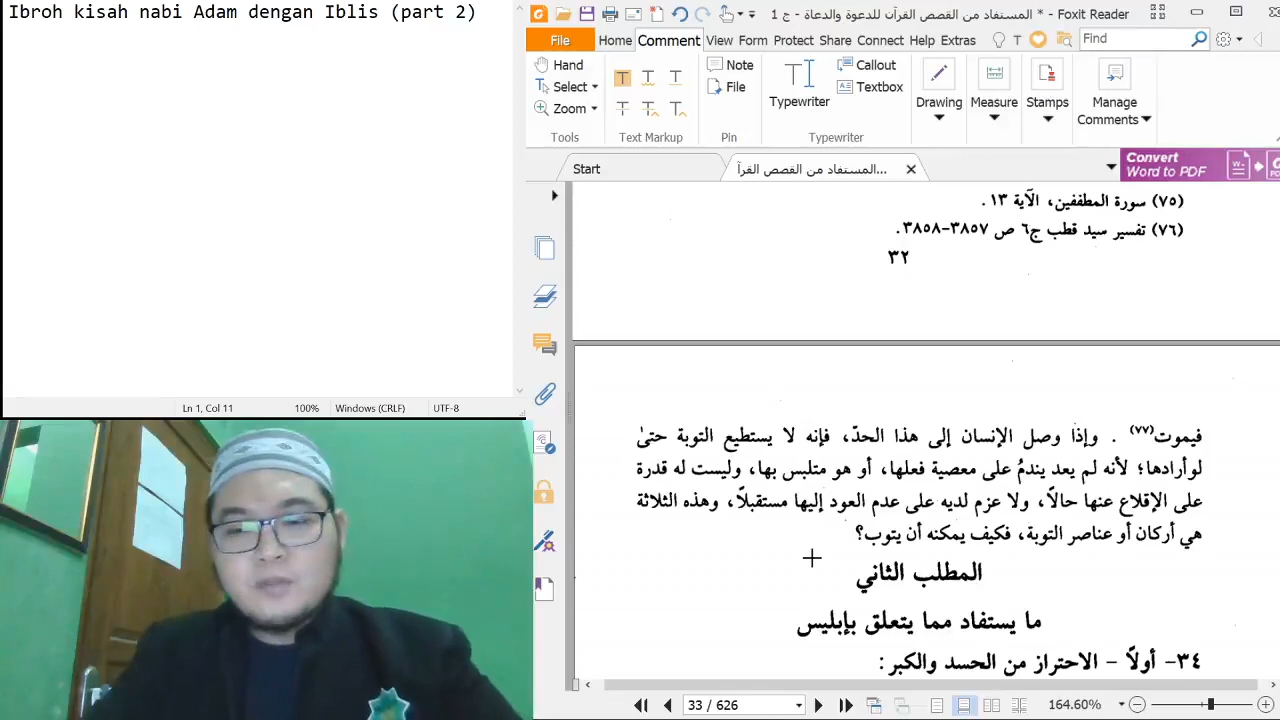 Ibroh kisah nabi Adam dengan Iblis (part 2)
Ln 1, Col 11
100%
Windows (CRLF)
UTF-8
المستفاد من القصص القرآن للدعوة والدعاة - ج 1 * - Foxit Reader
File Home Comment View Form Protect Share Connect Help Extras
Find
Hand
Select
Zoom
Tools
Text Markup
Note
File
Pin
Typewriter
Callout
Textbox
Typewriter
Drawing
Measure
Stamps
Manage
Comments
Start
المستفاد من القصص القرآ...
Convert
Word to PDF
(٧٥) سورة المطففين، الآية ١٣.
(٧٦) تفسير سيد قطب ج٦ ص ٣٨٥٧-٣٨٥٨.
٣٢
فيموت(٧٧) . وإذا وصل الإنسان إلى هذا الحدّ، فإنه لا يستطيع التوبة حتىٰ
لوأرادها؛ لأنه لم يعد يندمُ على معصية فعلها، أو هو متلبس بها، وليست له قدرة
على الإقلاع عنها حالاً، ولا عزم لديه على عدم العود إليها مستقبلاً، وهذه الثلاثة
هي أركان أو عناصر التوبة، فكيف يمكنه أن يتوب؟
المطلب الثاني
ما يستفاد مما يتعلق بإبليس
٣٤- أولاً - الاحتراز من الحسد والكبر :
33 / 626
164.60%